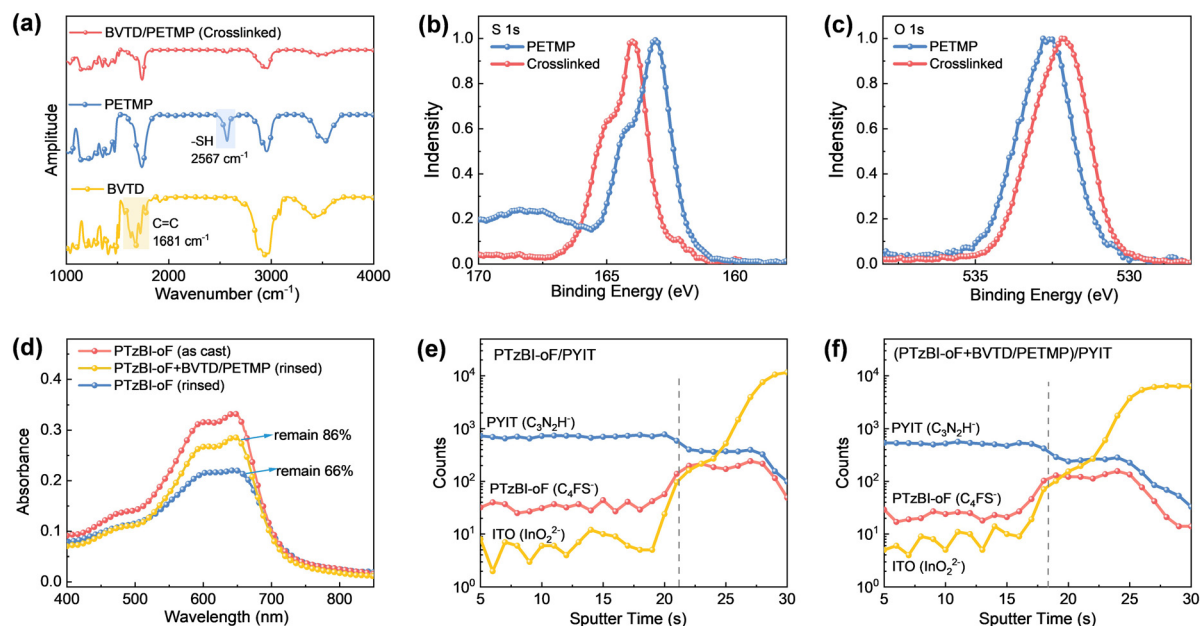 (a)
BVTD/PETMP (Crosslinked)
PETMP
-SH
2567 cm⁻¹
BVTD
C=C
1681 cm⁻¹
Amplitude
1000 2000 3000 4000
Wavenumber (cm⁻¹)
(b)
S 1s
PETMP
Crosslinked
Indensity
1.0
0.8
0.6
0.4
0.2
0.0
170 165 160
Binding Energy (eV)
(c)
O 1s
PETMP
Crosslinked
Indensity
1.0
0.8
0.6
0.4
0.2
0.0
535 530
Binding Energy (eV)
(d)
PTzBI-oF (as cast)
PTzBI-oF+BVTD/PETMP (rinsed)
PTzBI-oF (rinsed)
remain 86%
remain 66%
Absorbance
0.4
0.3
0.2
0.1
0.0
400 500 600 700 800
Wavelength (nm)
(e)
PTzBI-oF/PYIT
PYIT (C₃N₂H⁻)
PTzBI-oF (C₄FS⁻)
ITO (InO₂²⁻)
Counts
10⁴
10³
10²
10¹
10⁰
5 10 15 20 25 30
Sputter Time (s)
(f)
(PTzBI-oF+BVTD/PETMP)/PYIT
PYIT (C₃N₂H⁻)
PTzBI-oF (C₄FS⁻)
ITO (InO₂²⁻)
Counts
10⁴
10³
10²
10¹
10⁰
5 10 15 20 25 30
Sputter Time (s)